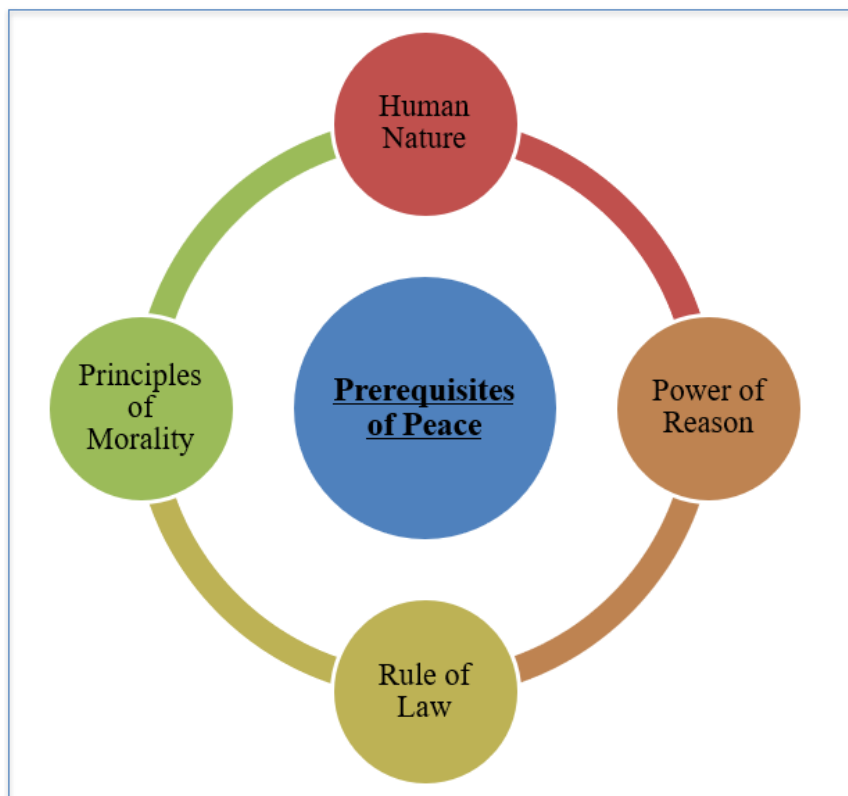 Human
Nature
Principles
of
Morality
Prerequisites
of Peace
Power of
Reason
Rule of
Law